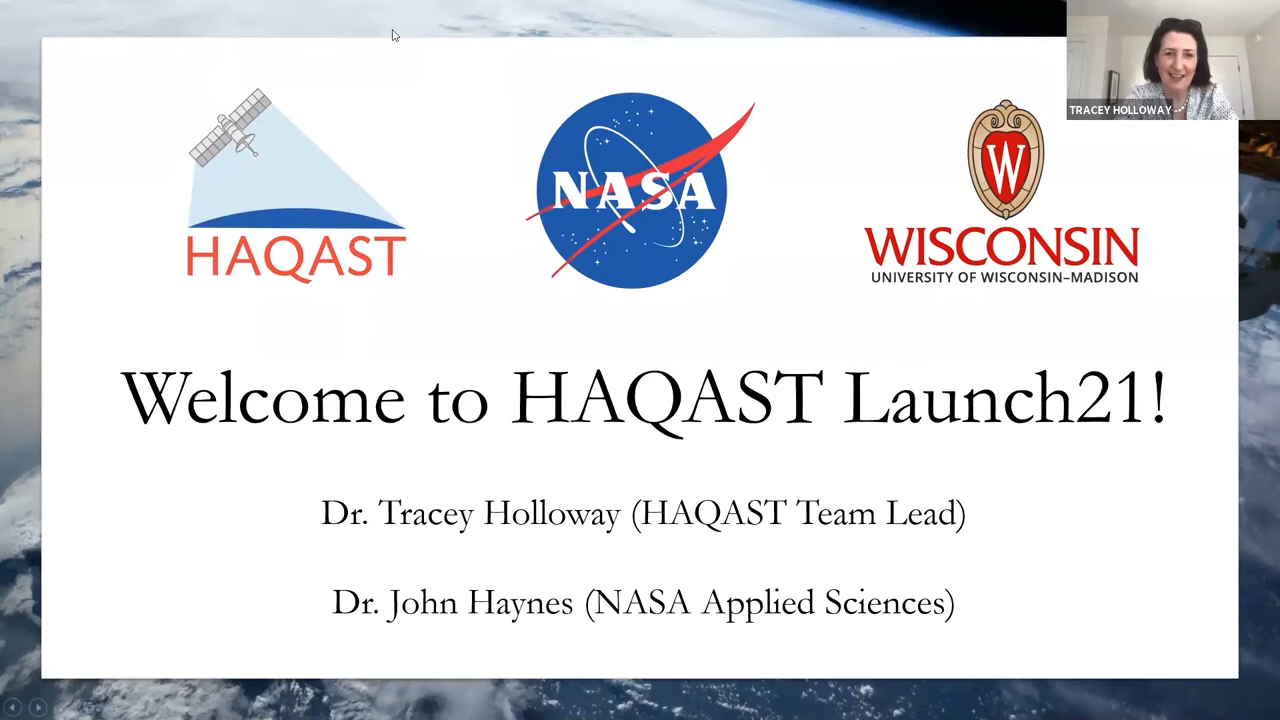 TRACEY HOLLOWAY
HAQAST
NASA
W
WISCONSIN
UNIVERSITY OF WISCONSIN–MADISON
Welcome to HAQAST Launch21!
Dr. Tracey Holloway (HAQAST Team Lead)
Dr. John Haynes (NASA Applied Sciences)